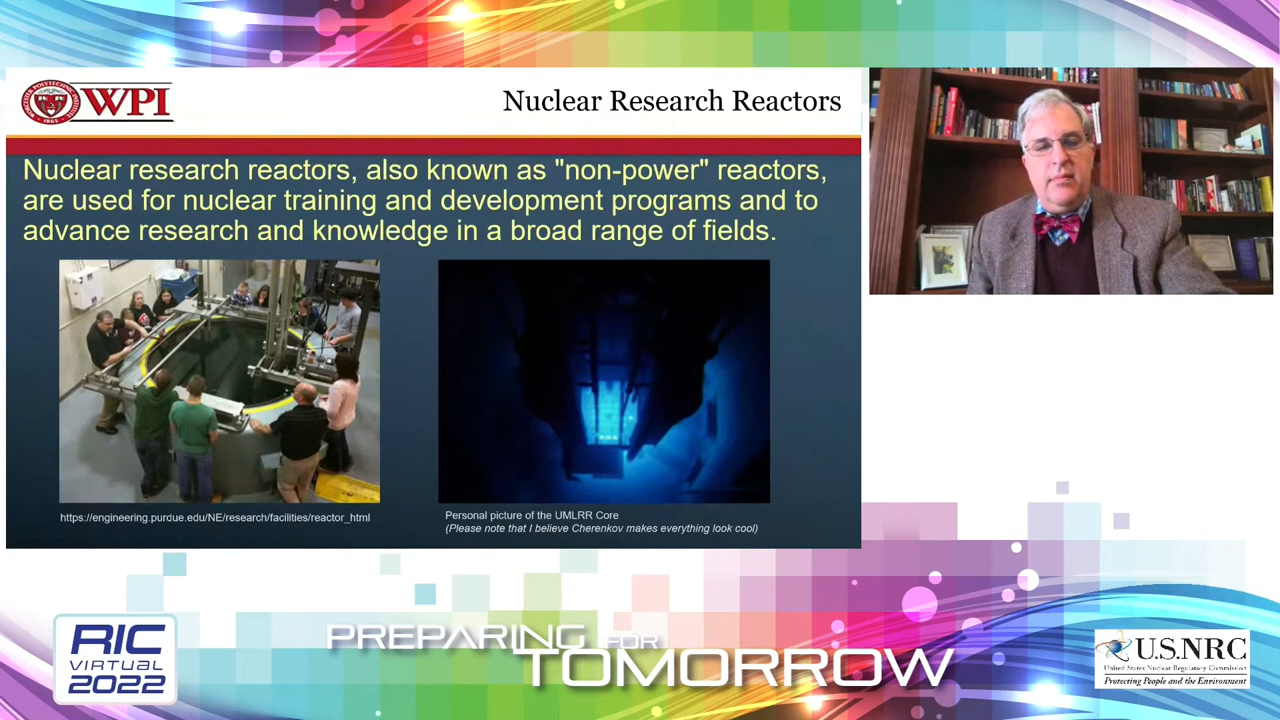 WPI
Nuclear Research Reactors
Nuclear research reactors, also known as "non-power" reactors,
are used for nuclear training and development programs and to
advance research and knowledge in a broad range of fields.
https://engineering.purdue.edu/NE/research/facilities/reactor_html
Personal picture of the UMLRR Core
(Please note that I believe Cherenkov makes everything look cool)
RIC
VIRTUAL
2022
PREPARING FOR
TOMORROW
U.S.NRC
United States Nuclear Regulatory Commission
Protecting People and the Environment